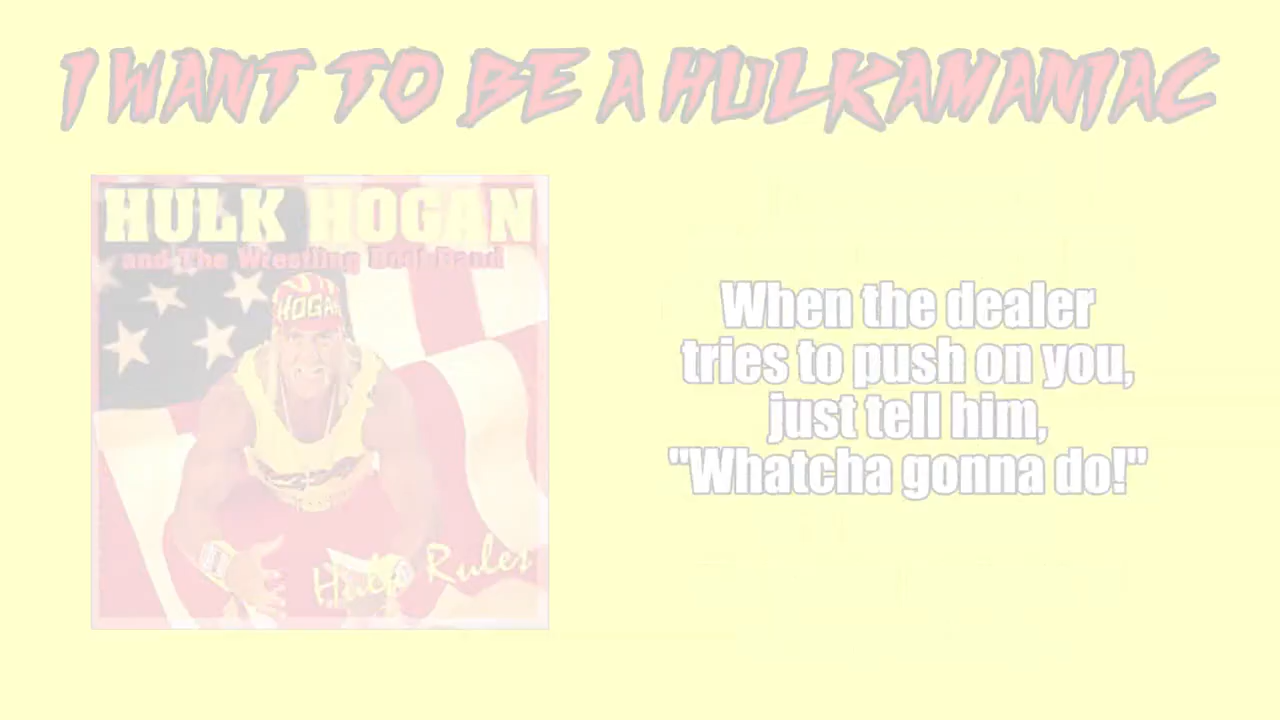 I WANT TO BE A HULKAMANIAC
HULK HOGAN
and The Wrestling Boot Band
HOGAN
Hulk Rules
When the dealer
tries to push on you,
just tell him,
"Whatcha gonna do!"